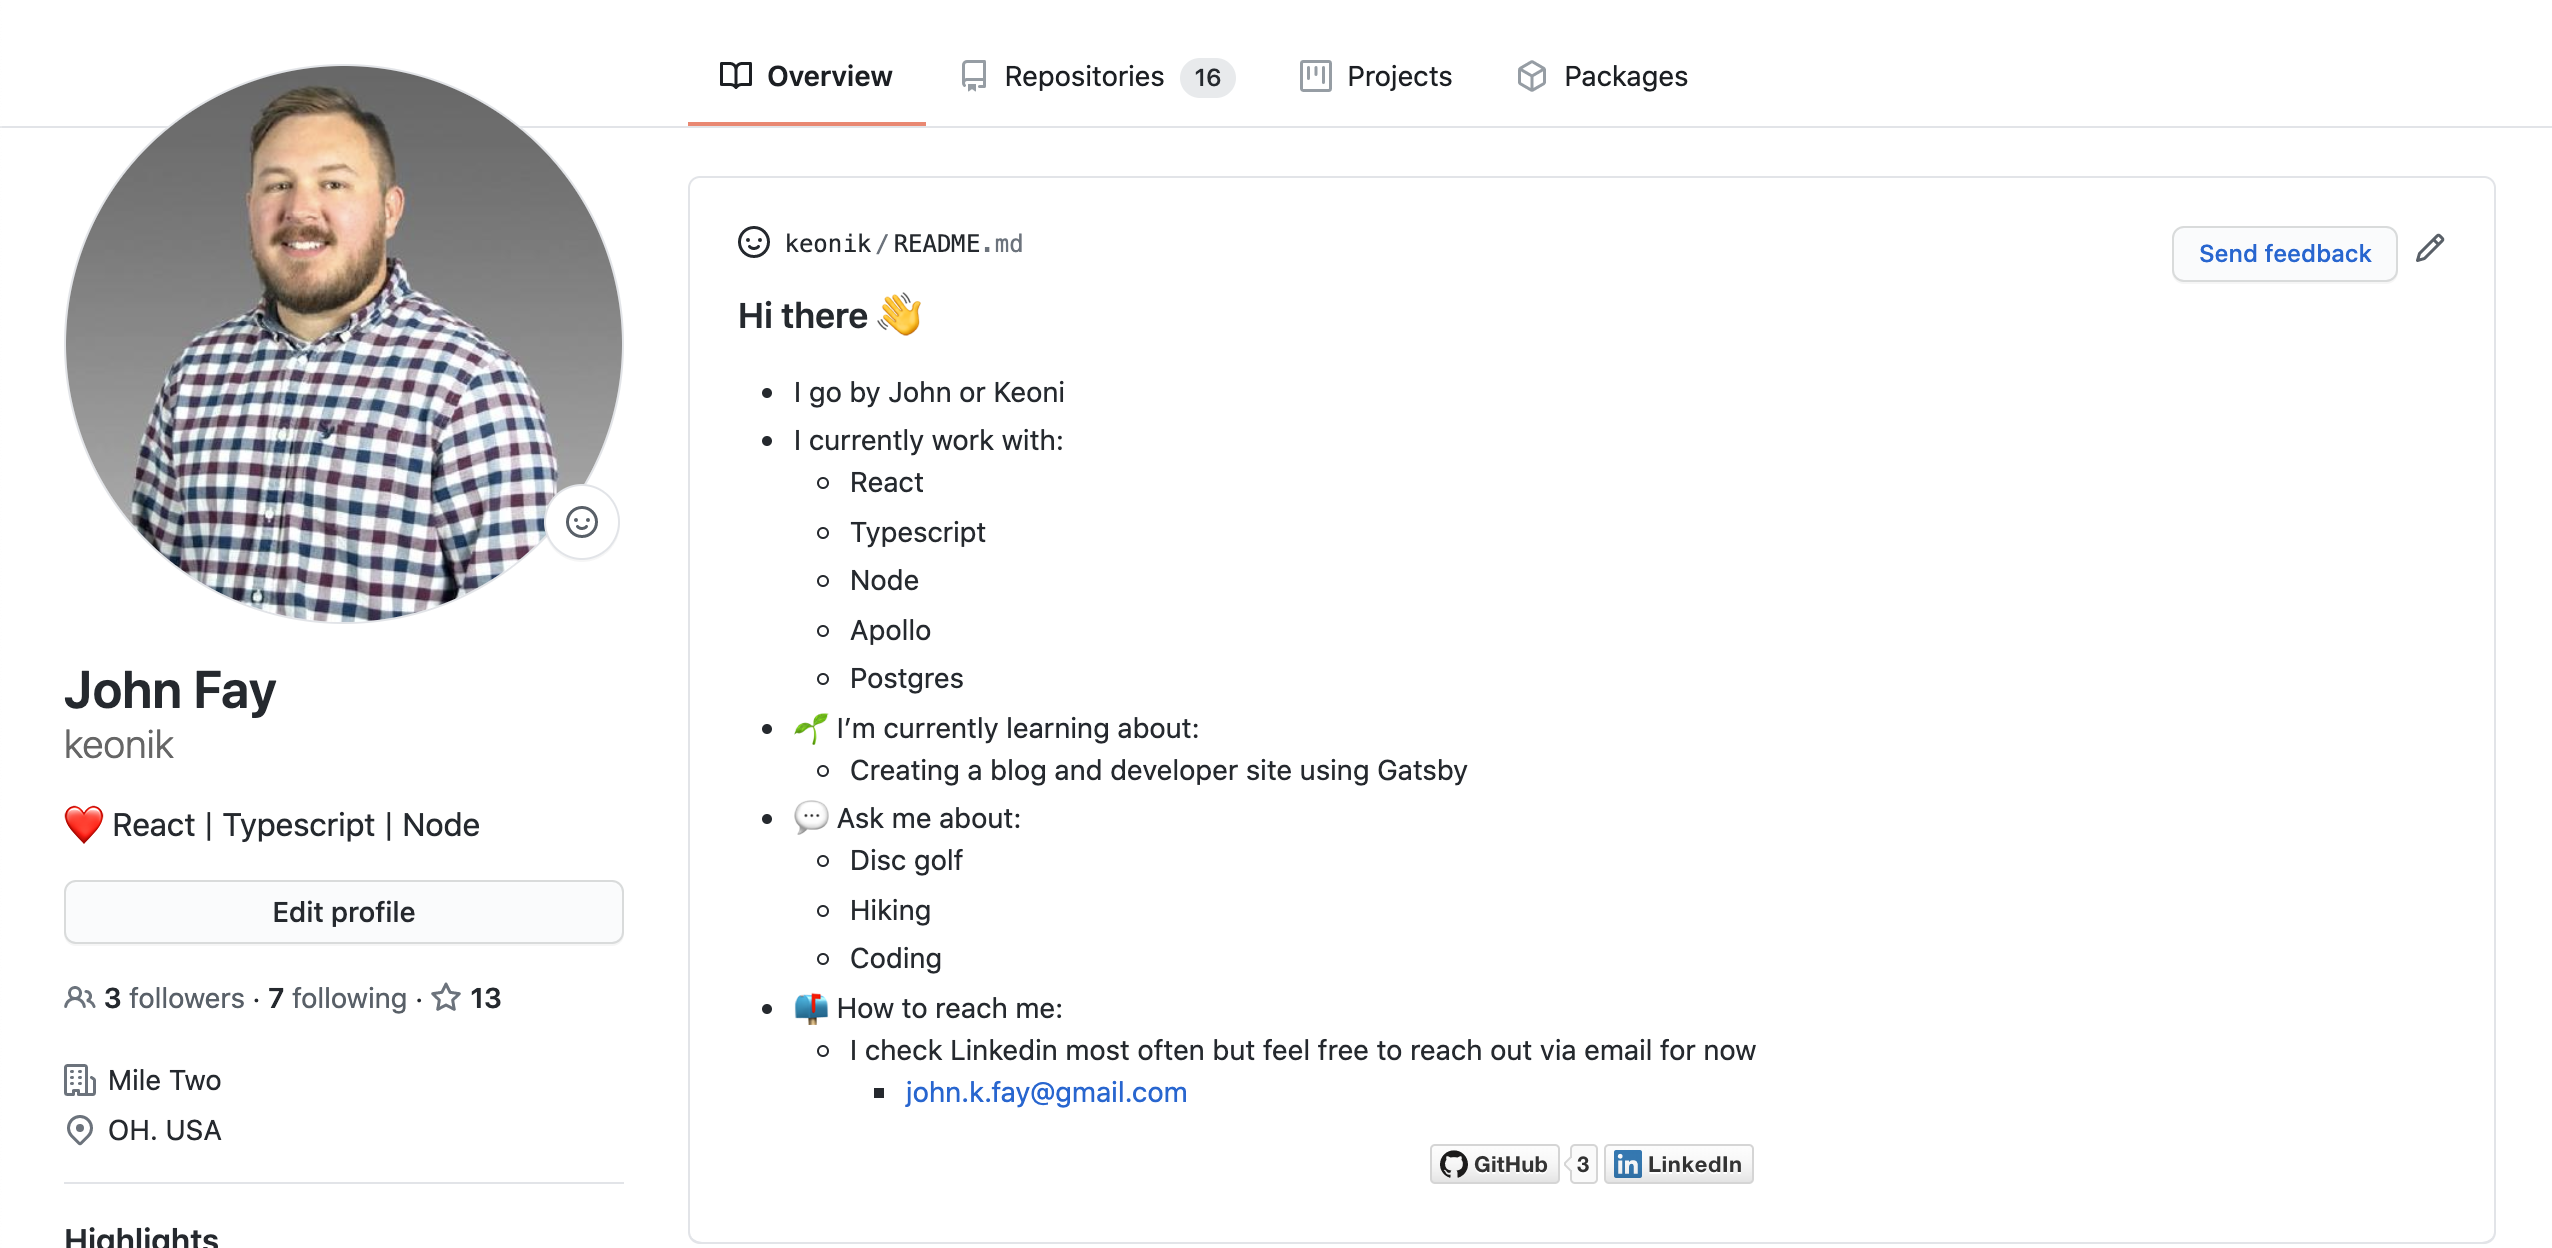 Overview Repositories 16 Projects Packages
keonik/README.md
Send feedback
Hi there 👋
I go by John or Keoni
I currently work with:
React
Typescript
Node
Apollo
Postgres
🌱 I’m currently learning about:
Creating a blog and developer site using Gatsby
💬 Ask me about:
Disc golf
Hiking
Coding
📫 How to reach me:
I check Linkedin most often but feel free to reach out via email for now
john.k.fay@gmail.com
GitHub 3 LinkedIn
John Fay
keonik
❤️ React | Typescript | Node
Edit profile
3 followers · 7 following · 13
Mile Two
OH. USA
Highlights